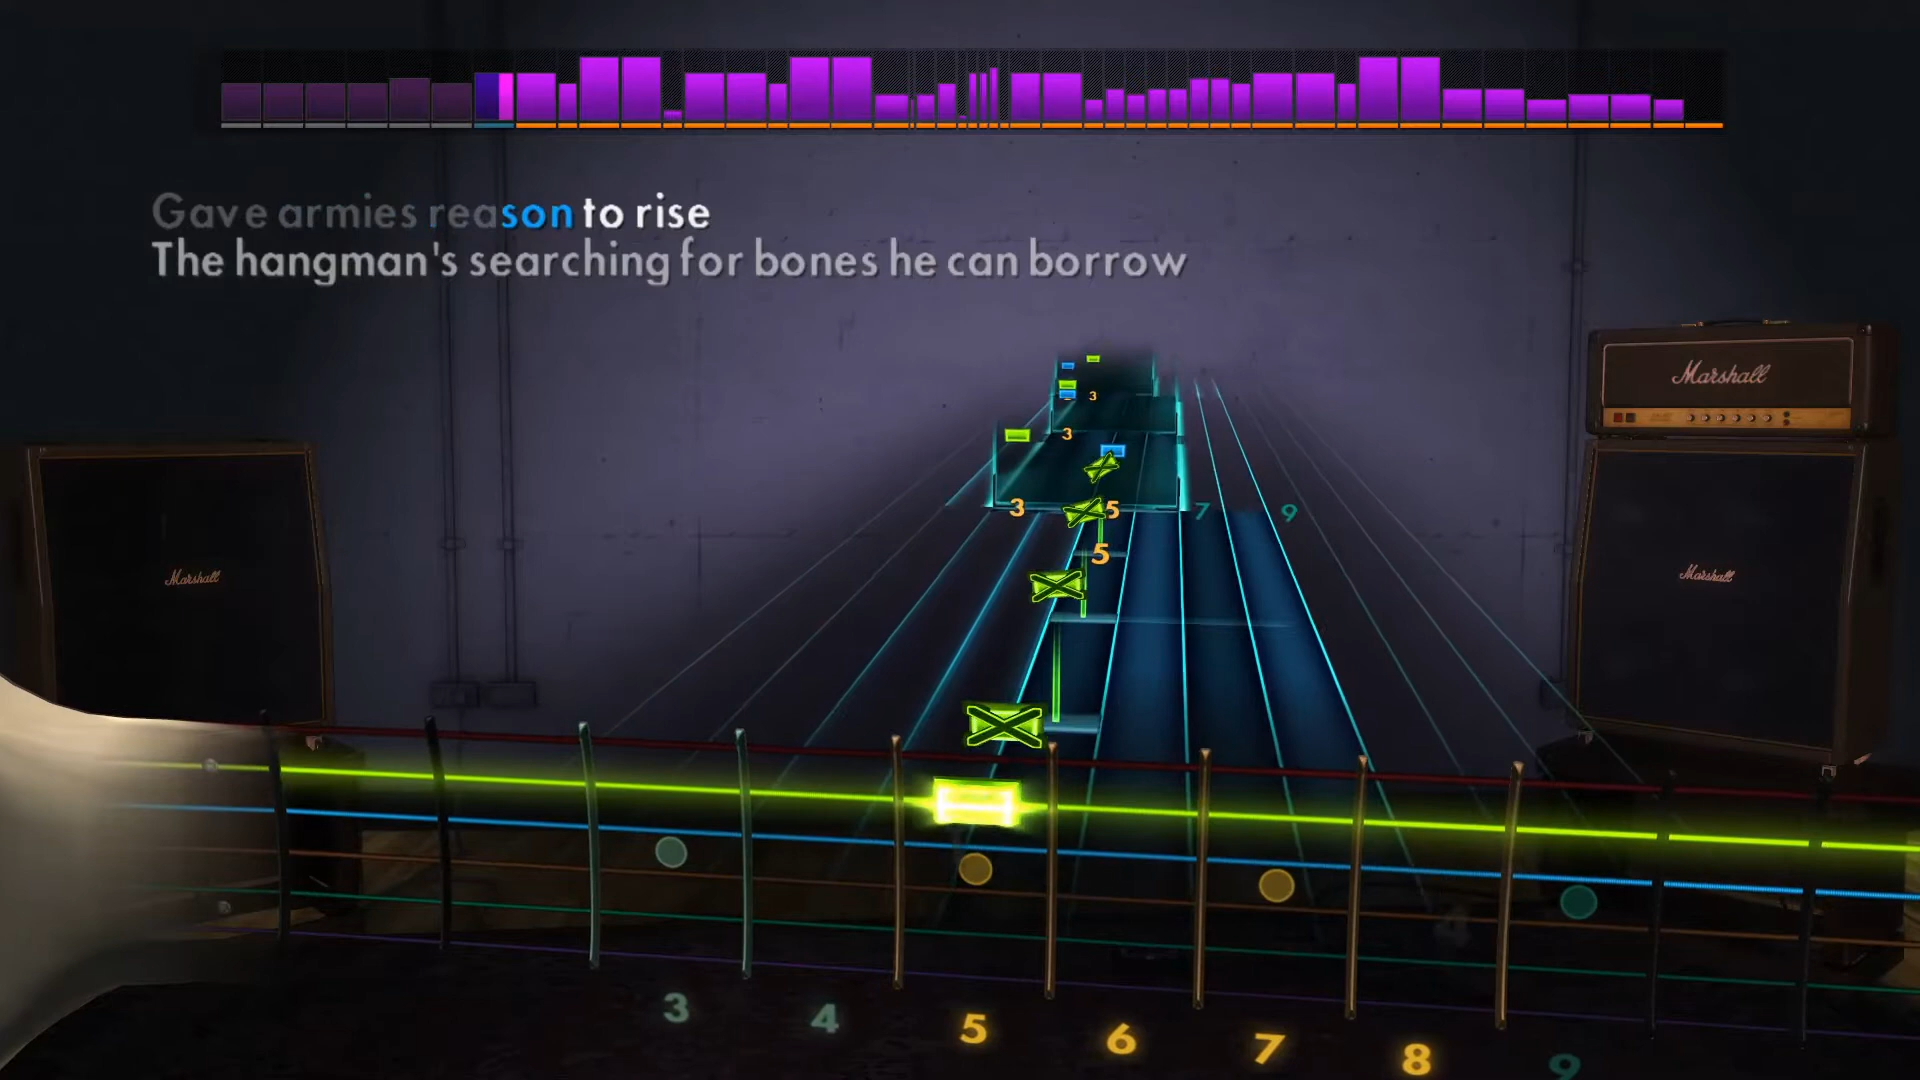 Gave armies reason to rise
The hangman's searching for bones he can borrow
Marshall
3
3
3 5 7 9
5
Marshall
Marshall
4
3 4 5 6 7 8 9